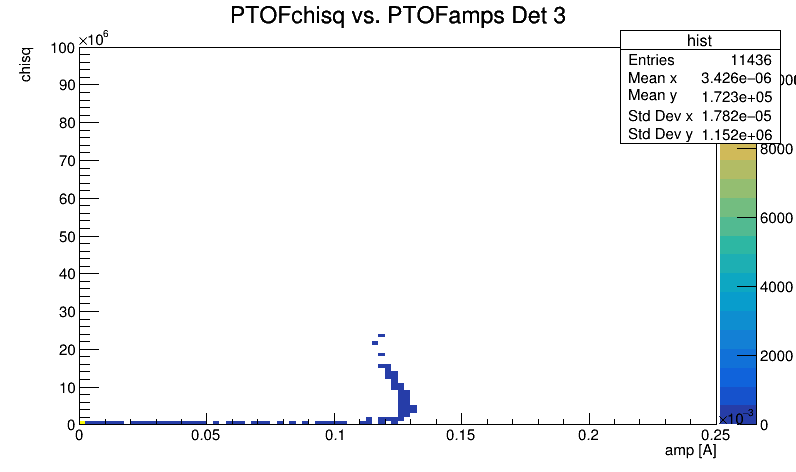 PTOFchisq vs. PTOFamps Det 3
×10⁶
chisq
100
90
80
70
60
50
40
30
20
10
0
0
0.05
0.1
0.15
0.2
0.25
×10⁻³
amp [A]
hist
Entries 11436
Mean x 3.426e−06
Mean y 1.723e+05
Std Dev x 1.782e−05
Std Dev y 1.152e+06
8000
6000
4000
2000
0